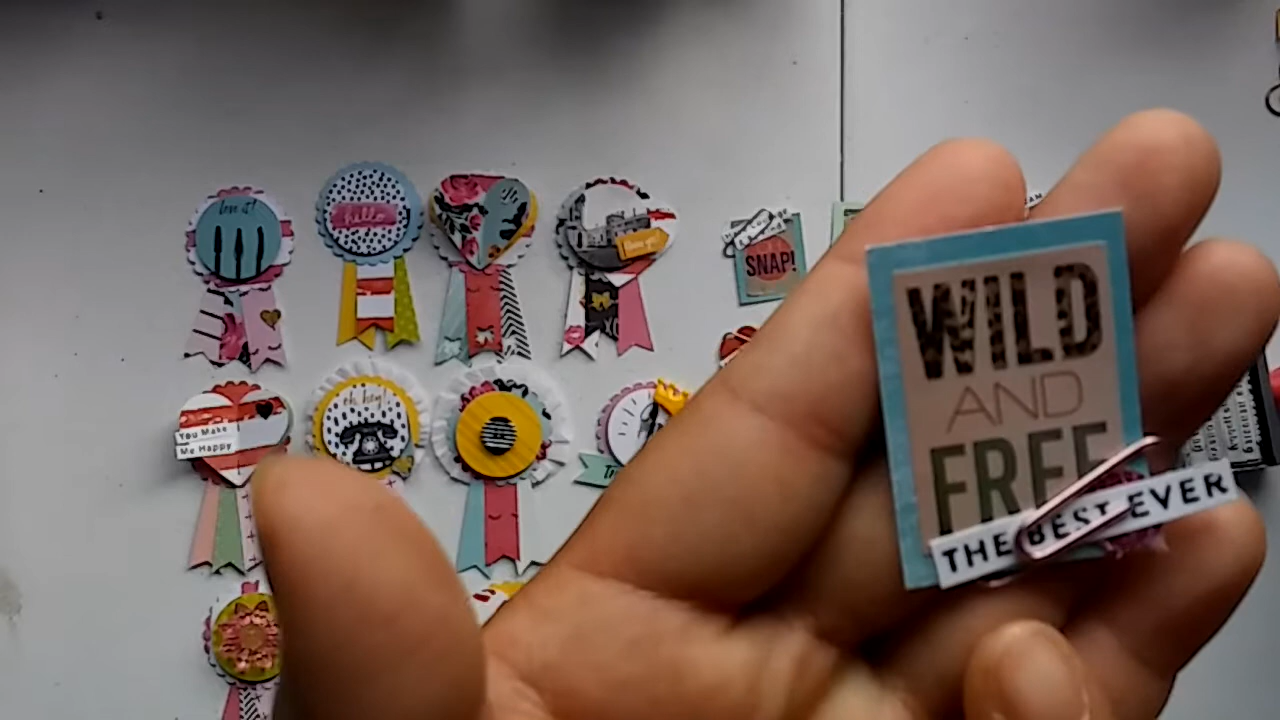 love it!
hello
SNAP!
WILD
AND
FREE
THE BEST EVER
You Make
Me Happy
oh hey!